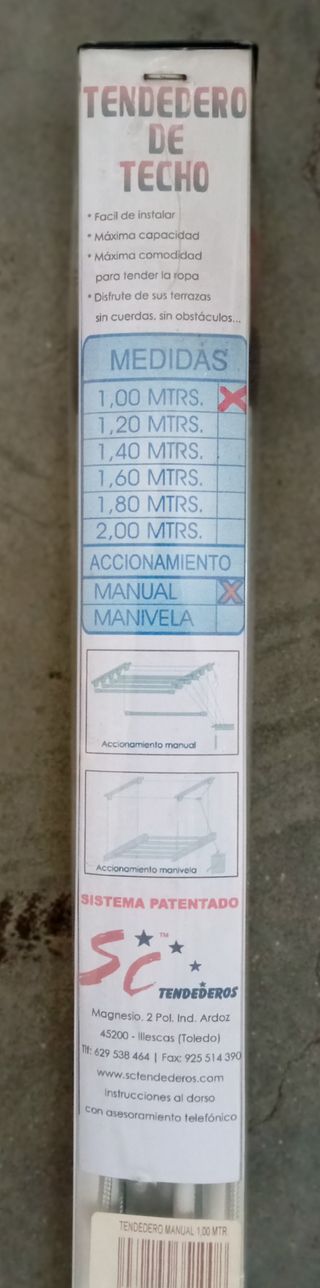 TENDEDERO
DE
TECHO
* Facil de instalar
* Máxima capacidad
* Máxima comodidad
para tender la ropa
* Disfrute de sus terrazas
sin cuerdas, sin obstáculos...
MEDIDAS
1,00 MTRS. X
1,20 MTRS.
1,40 MTRS.
1,60 MTRS.
1,80 MTRS.
2,00 MTRS.
ACCIONAMIENTO
MANUAL X
MANIVELA
Accionamiento manual
Accionamiento manivela
SISTEMA PATENTADO
SC TM
TENDEDEROS
Magnesio, 2 Pol. Ind. Ardoz
45200 - Illescas (Toledo)
Tlf: 629 538 464 | Fax: 925 514 390
www.sctendederos.com
Instrucciones al dorso
con asesoramiento telefónico
TENDEDERO MANUAL 1,00 MTR